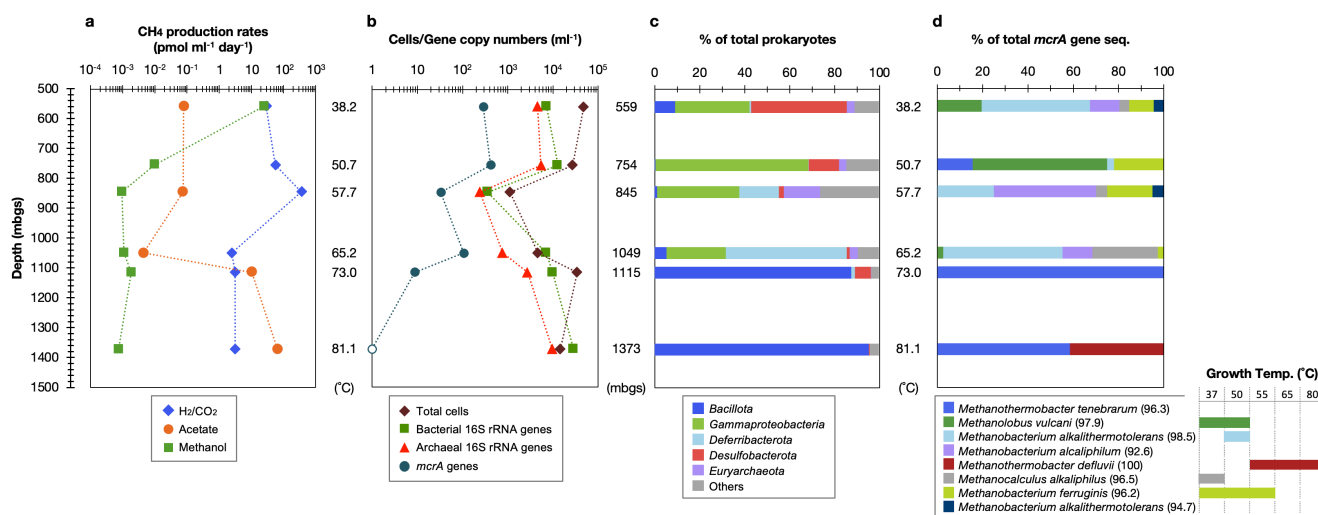 a
CH4 production rates
(pmol ml-1 day-1)
10-4 10-3 10-2 10-1 1 10 102 103
b
Cells/Gene copy numbers (ml-1)
1 10 102 103 104 105
c
% of total prokaryotes
0 20 40 60 80 100
d
% of total mcrA gene seq.
0 20 40 60 80 100
Depth (mbgs)
500
600
700
800
900
1000
1100
1200
1300
1400
1500
38.2
50.7
57.7
65.2
73.0
81.1
(˚C)
559
754
845
1049
1115
1373
(mbgs)
38.2
50.7
57.7
65.2
73.0
81.1
(˚C)
H2/CO2
Acetate
Methanol
Total cells
Bacterial 16S rRNA genes
Archaeal 16S rRNA genes
mcrA genes
Bacillota
Gammaproteobacteria
Deferribacterota
Desulfobacterota
Euryarchaeota
Others
Methanothermobacter tenebrarum (96.3)
Methanolobus vulcani (97.9)
Methanobacterium alkalithermotolerans (98.5)
Methanobacterium alcaliphilum (92.6)
Methanothermobacter defluvii (100)
Methanocalculus alkaliphilus (96.5)
Methanobacterium ferruginis (96.2)
Methanobacterium alkalithermotolerans (94.7)
Growth Temp. (˚C)
37 50 55 65 80